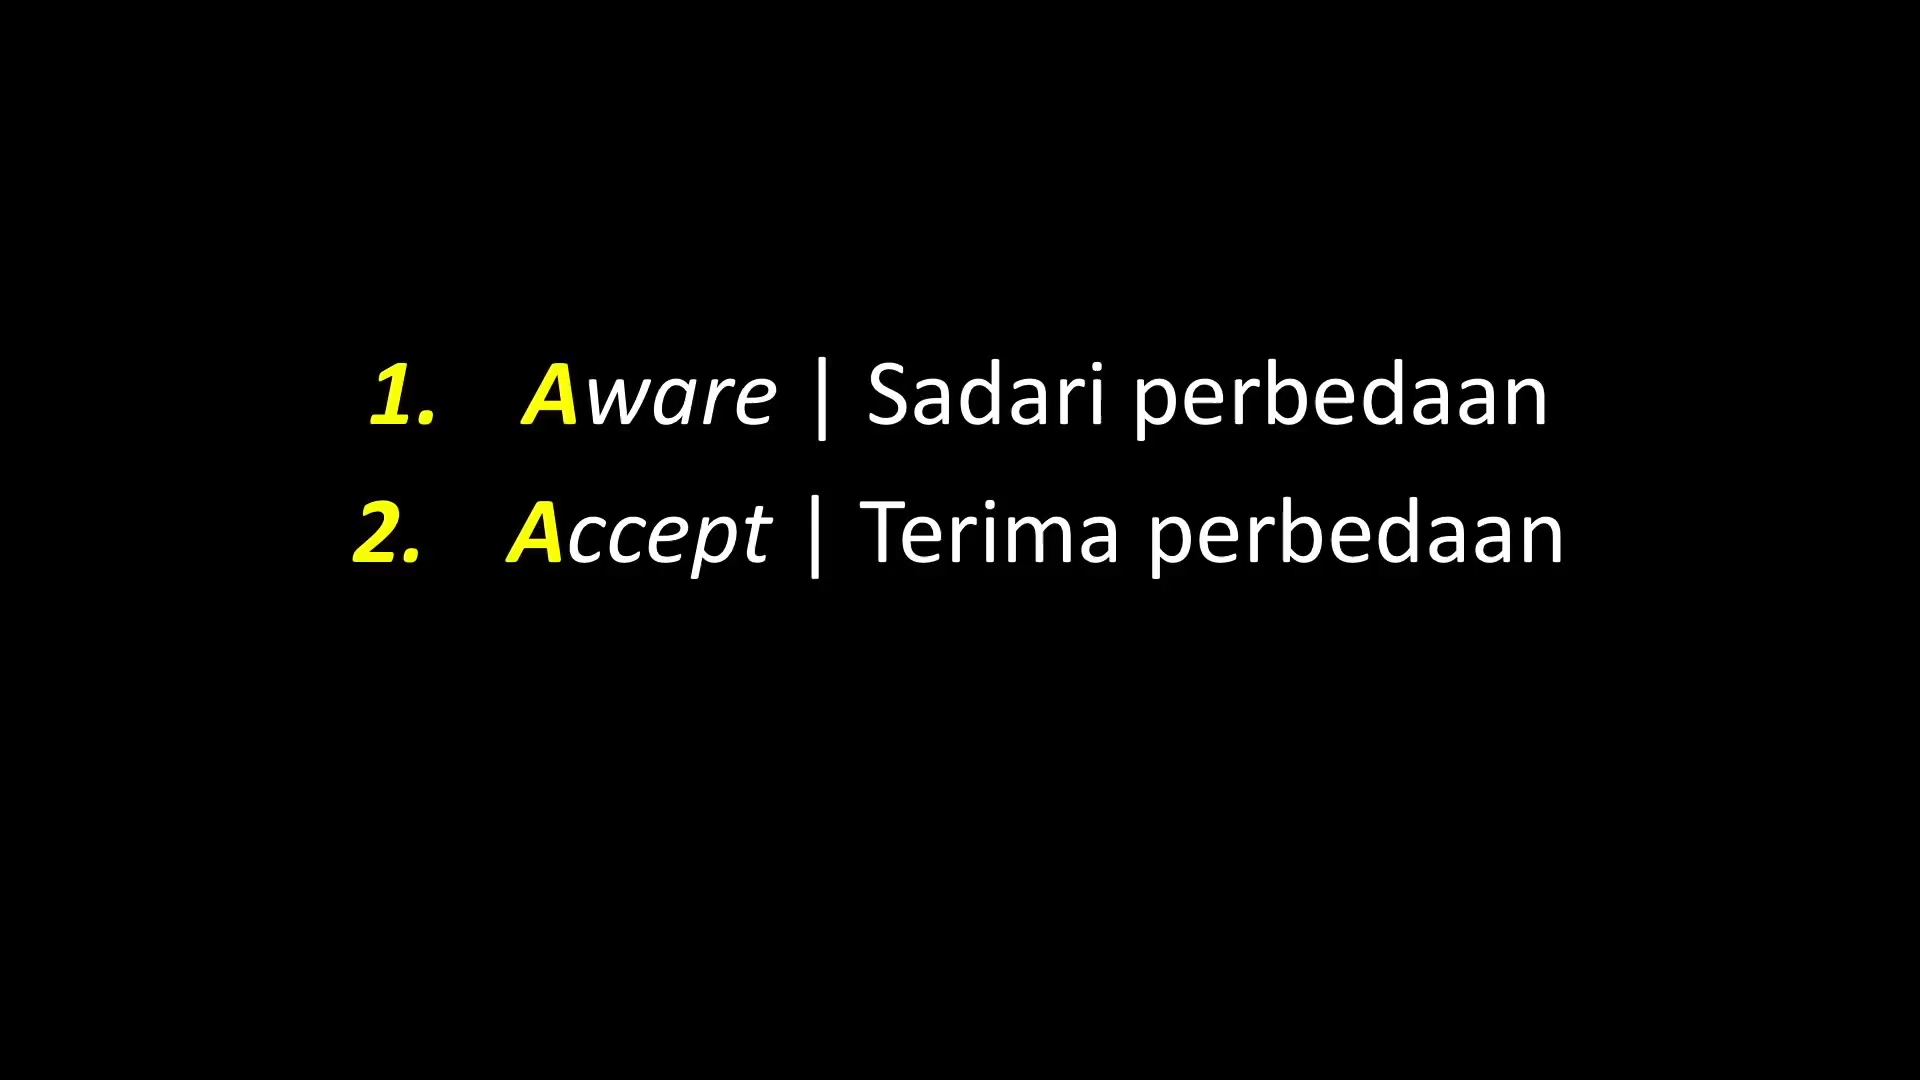 1. Aware | Sadari perbedaan
2. Accept | Terima perbedaan